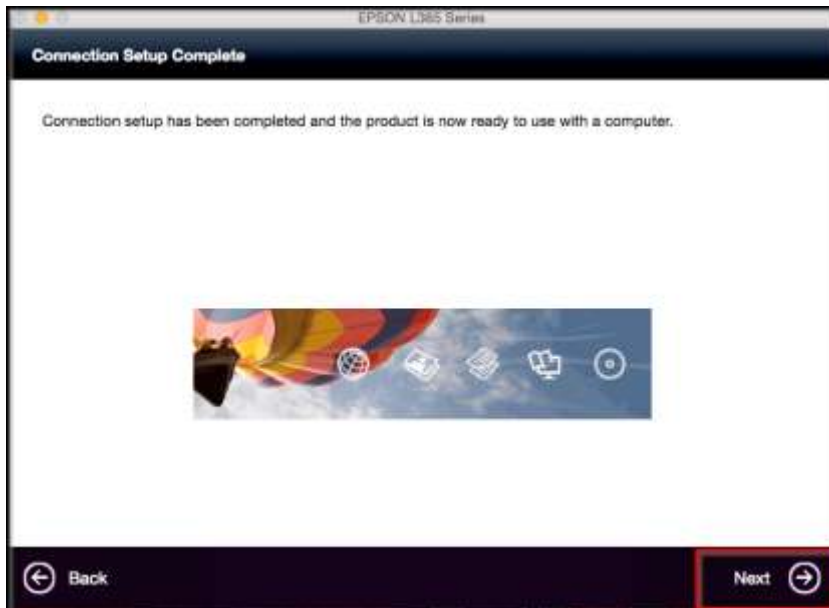 EPSON L365 Series
Connection Setup Complete
Connection setup has been completed and the product is now ready to use with a computer.
Back
Next